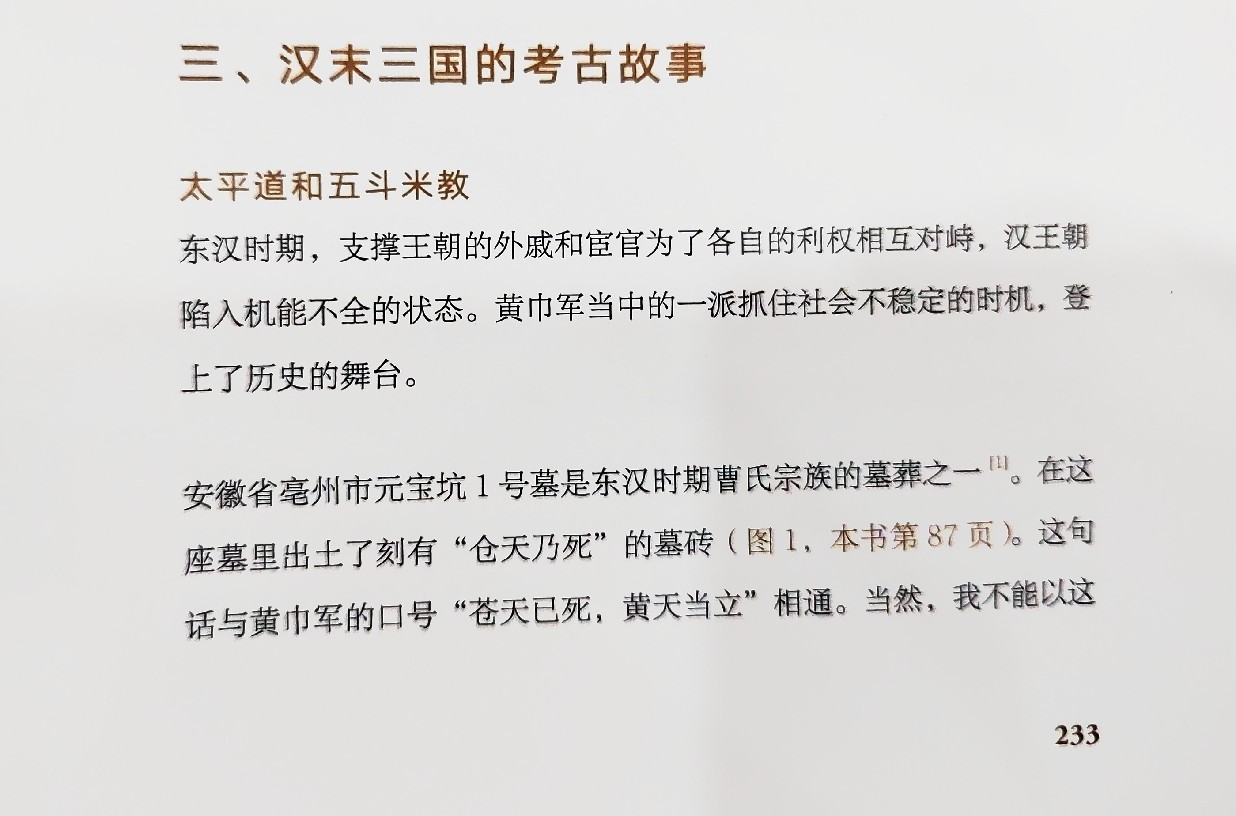 三、汉末三国的考古故事
太平道和五斗米教
东汉时期，支撑王朝的外戚和宦官为了各自的利权相互对峙，汉王朝
陷入机能不全的状态。黄巾军当中的一派抓住社会不稳定的时机，登
上了历史的舞台。
安徽省亳州市元宝坑1号墓是东汉时期曹氏宗族的墓葬之一[1]。在这
座墓里出土了刻有“仓天乃死”的墓砖（图1，本书第87页）。这句
话与黄巾军的口号“苍天已死，黄天当立”相通。当然，我不能以这
233